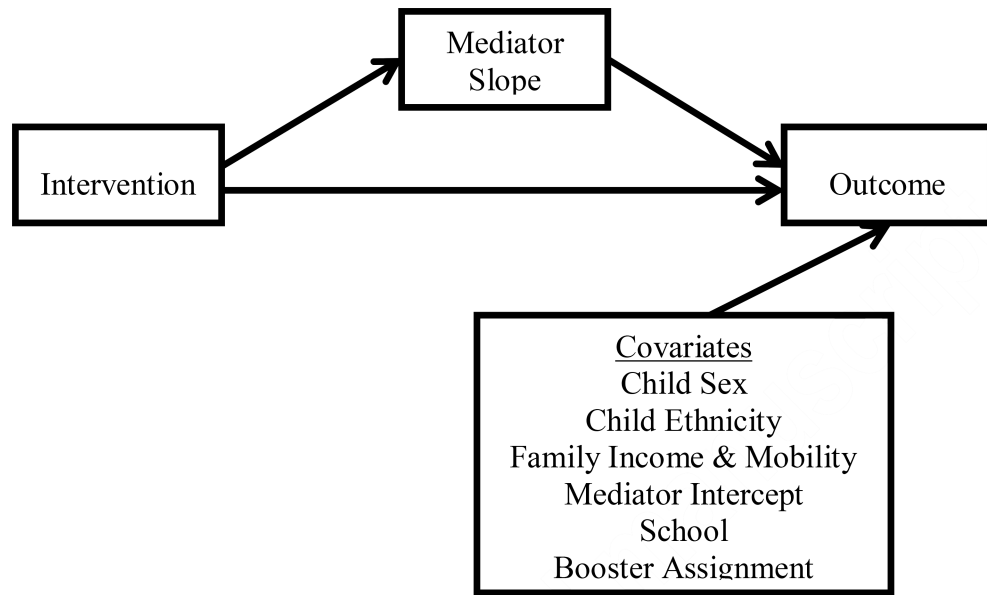 Mediator
Slope
Intervention
Outcome
Covariates
Child Sex
Child Ethnicity
Family Income & Mobility
Mediator Intercept
School
Booster Assignment